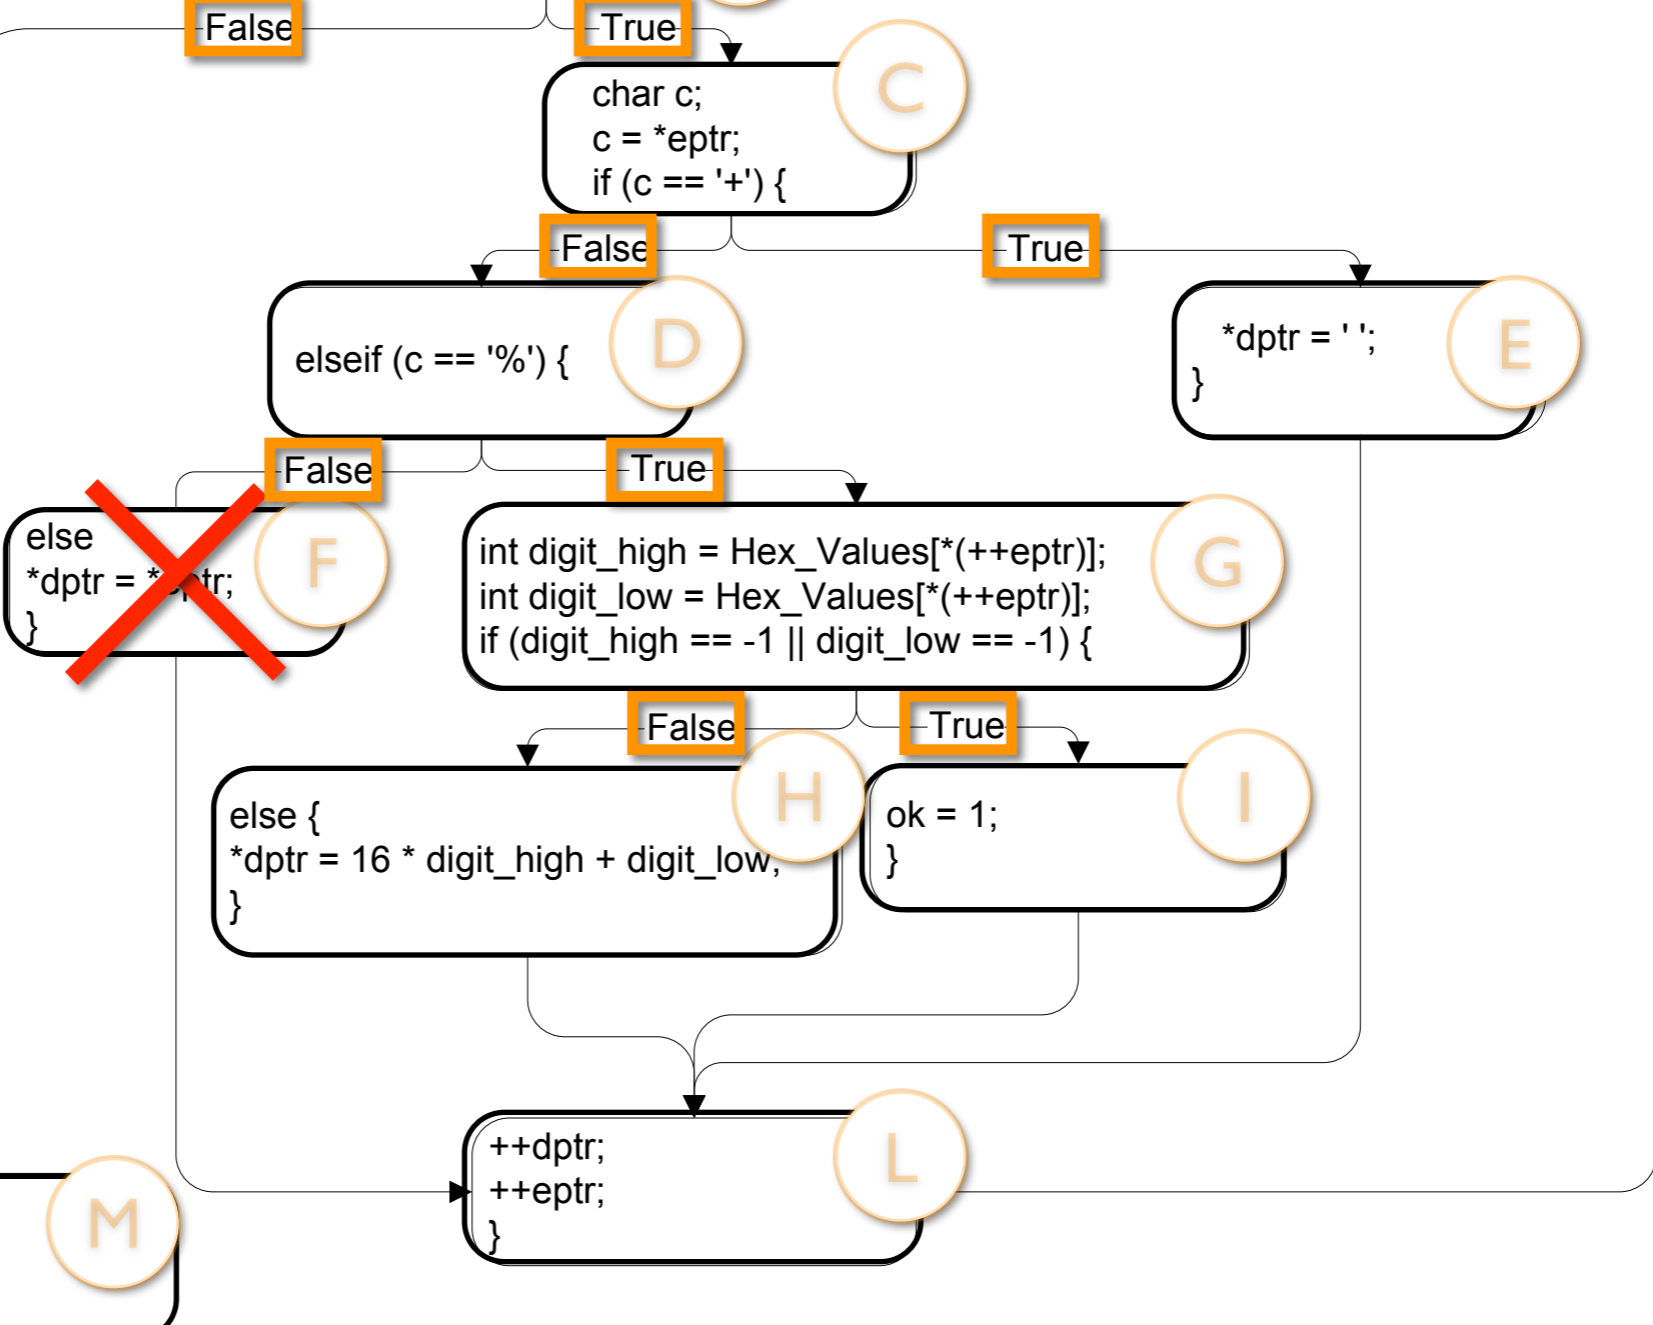 False
True
C
char c;
c = *eptr;
if (c == '+') {
False
True
D
elseif (c == '%') {
E
*dptr = ' ';
}
False
True
F
else
*dptr = *eptr;
}
G
int digit_high = Hex_Values[*(++eptr)];
int digit_low = Hex_Values[*(++eptr)];
if (digit_high == -1 || digit_low == -1) {
False
True
H
else {
*dptr = 16 * digit_high + digit_low;
}
I
ok = 1;
}
L
++dptr;
++eptr;
}
M